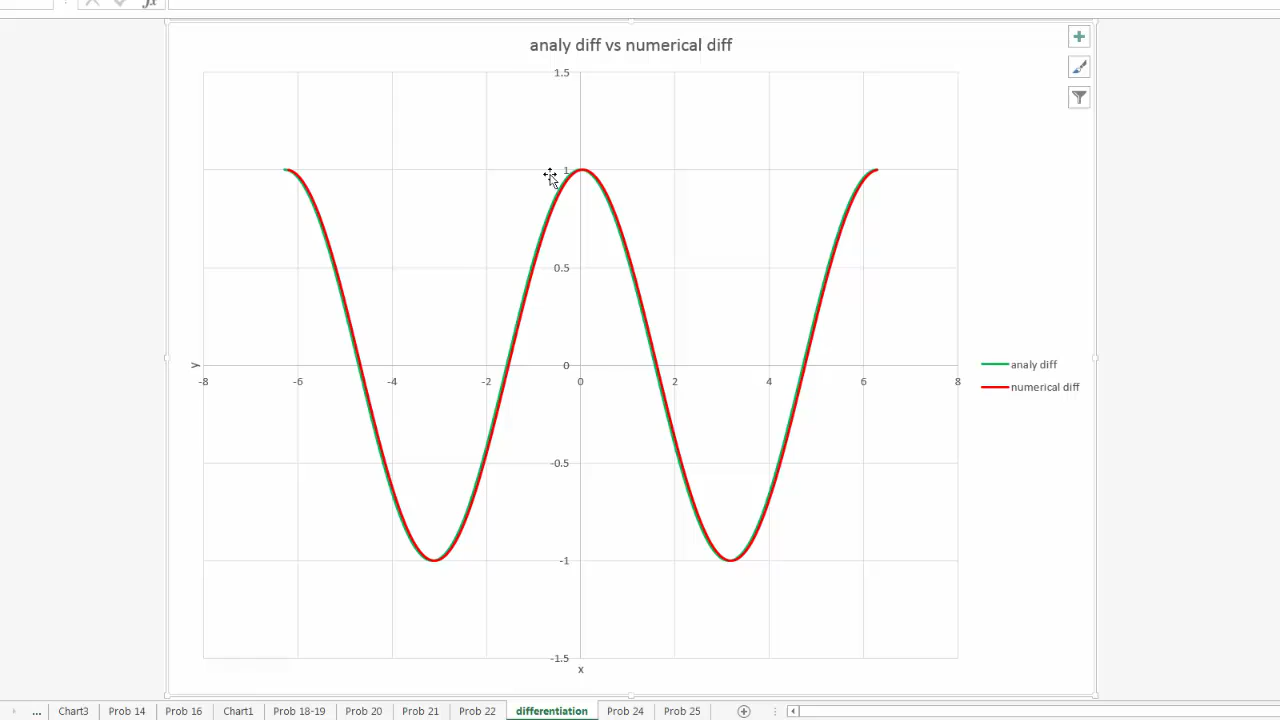 fx
analy diff vs numerical diff
1.5
1
0.5
0
-0.5
-1
-1.5
-8 -6 -4 -2 0 2 4 6 8
y
x
analy diff
numerical diff
... Chart3 Prob 14 Prob 16 Chart1 Prob 18-19 Prob 20 Prob 21 Prob 22 differentiation Prob 24 Prob 25